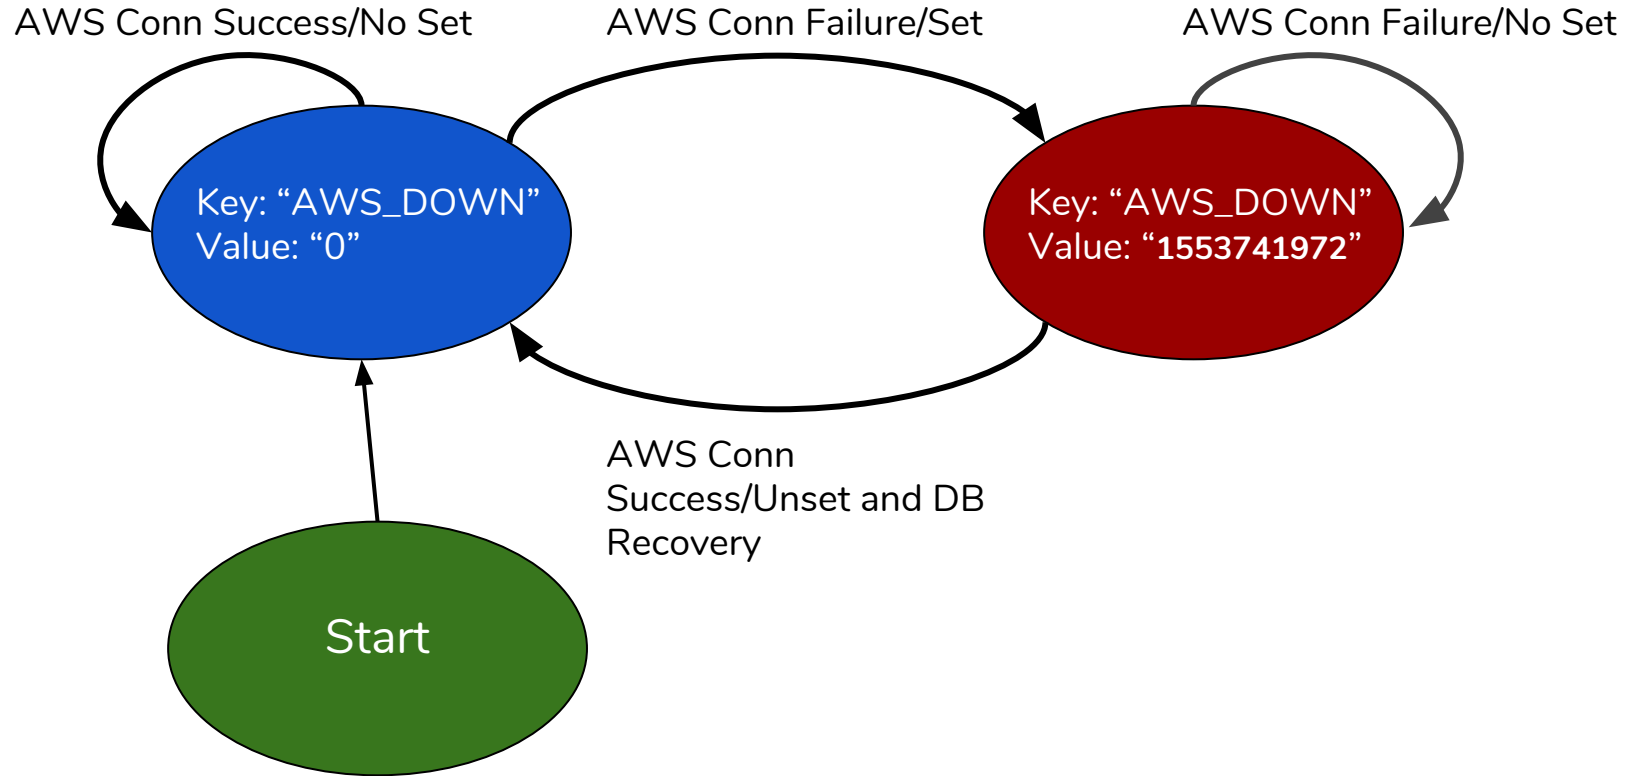 AWS Conn Success/No Set
AWS Conn Failure/Set
AWS Conn Failure/No Set
Key: “AWS_DOWN”
Value: “0”
Key: “AWS_DOWN”
Value: “1553741972”
AWS Conn
Success/Unset and DB
Recovery
Start